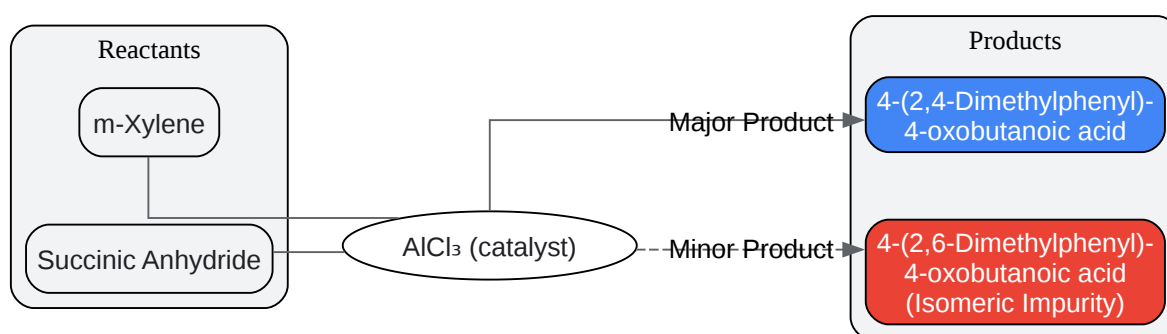 Reactants
m-Xylene
Succinic Anhydride
AlCl₃ (catalyst)
Major Product
Minor Product
Products
4-(2,4-Dimethylphenyl)-
4-oxobutanoic acid
4-(2,6-Dimethylphenyl)-
4-oxobutanoic acid
(Isomeric Impurity)